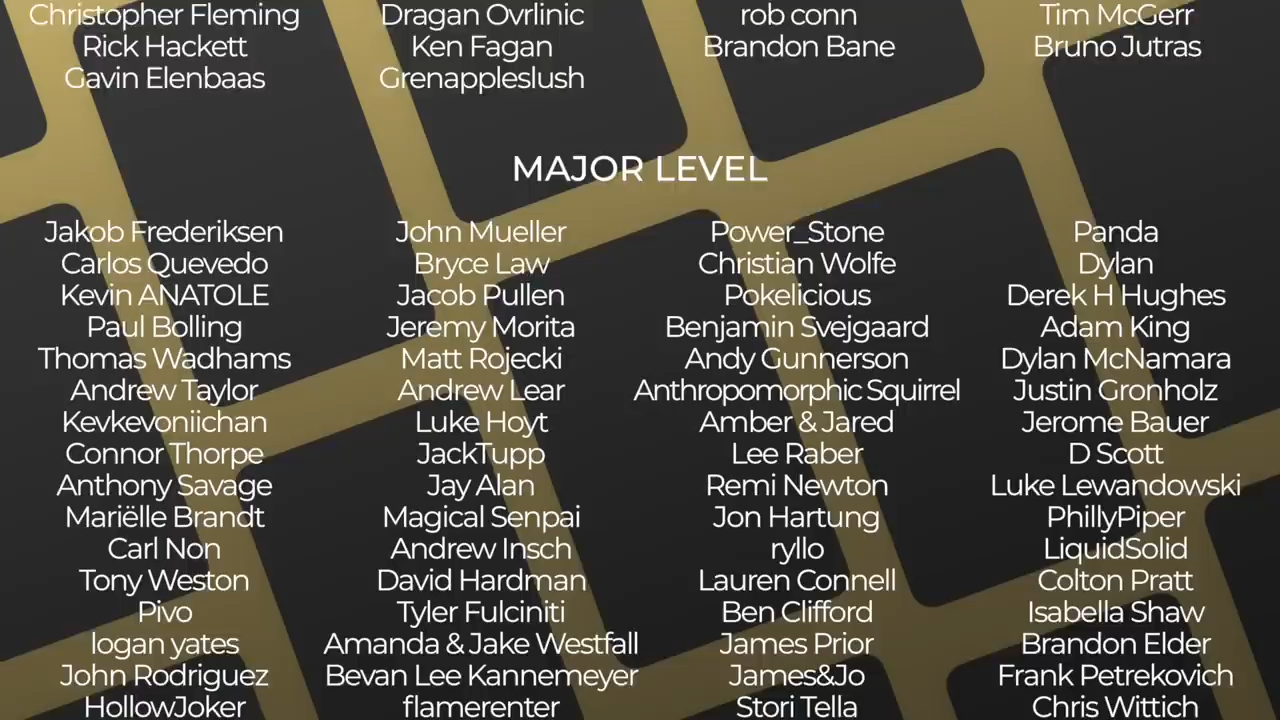 Christopher Fleming Dragan Ovrlinic rob conn Tim McGerr
Rick Hackett Ken Fagan Brandon Bane Bruno Jutras
Gavin Elenbaas Grenappleslush
MAJOR LEVEL
Jakob Frederiksen John Mueller Power_Stone Panda
Carlos Quevedo Bryce Law Christian Wolfe Dylan
Kevin ANATOLE Jacob Pullen Pokelicious Derek H Hughes
Paul Bolling Jeremy Morita Benjamin Svejgaard Adam King
Thomas Wadhams Matt Rojecki Andy Gunnerson Dylan McNamara
Andrew Taylor Andrew Lear Anthropomorphic Squirrel Justin Gronholz
Kevkevoniichan Luke Hoyt Amber & Jared Jerome Bauer
Connor Thorpe JackTupp Lee Raber D Scott
Anthony Savage Jay Alan Remi Newton Luke Lewandowski
Mariëlle Brandt Magical Senpai Jon Hartung PhillyPiper
Carl Non Andrew Insch ryllo LiquidSolid
Tony Weston David Hardman Lauren Connell Colton Pratt
Pivo Tyler Fulciniti Ben Clifford Isabella Shaw
logan yates Amanda & Jake Westfall James Prior Brandon Elder
John Rodriguez Bevan Lee Kannemeyer James&Jo Frank Petrekovich
HollowJoker flamerenter Stori Tella Chris Wittich